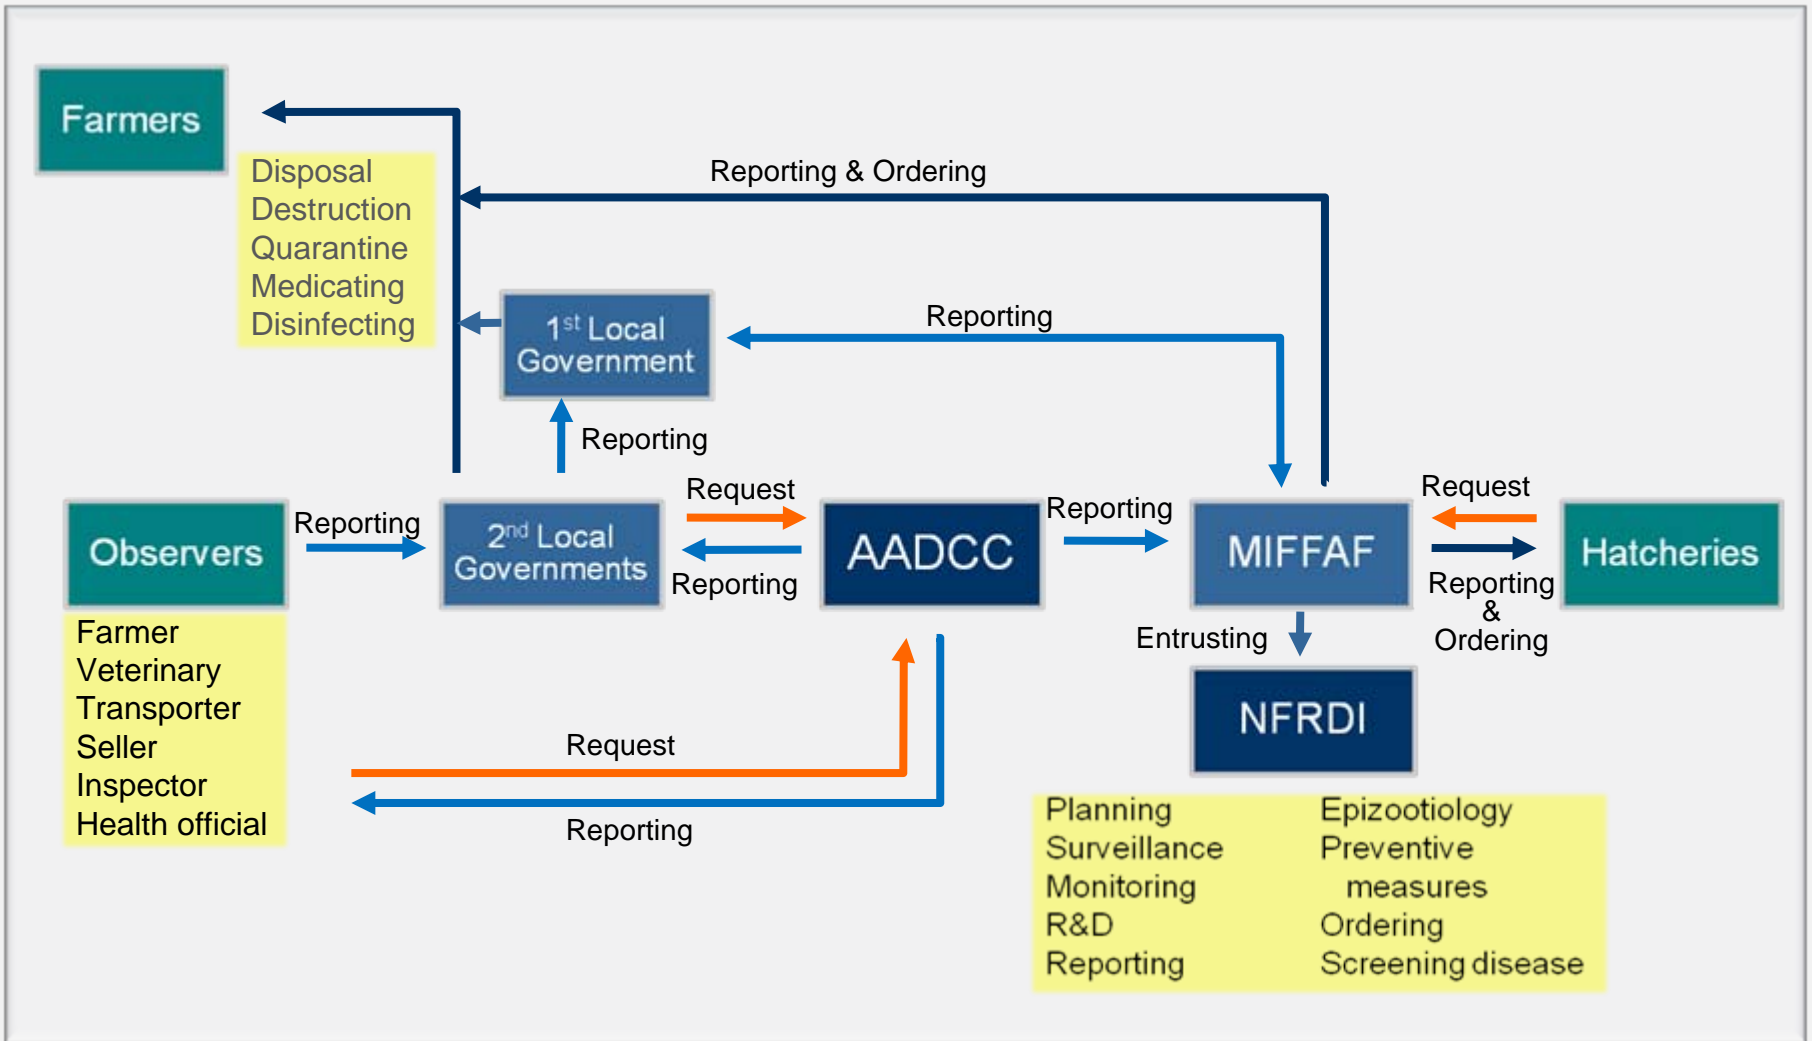 Farmers
Disposal
Destruction
Quarantine
Medicating
Disinfecting
Reporting & Ordering
1st Local
Government
Reporting
Reporting
Observers
Reporting
2nd Local
Governments
Request
Reporting
AADCC
Reporting
MIFFAF
Request
Reporting
&
Ordering
Hatcheries
Entrusting
NFRDI
Farmer
Veterinary
Transporter
Seller
Inspector
Health official
Request
Reporting
Planning
Surveillance
Monitoring
R&D
Reporting
Epizootiology
Preventive
measures
Ordering
Screening disease